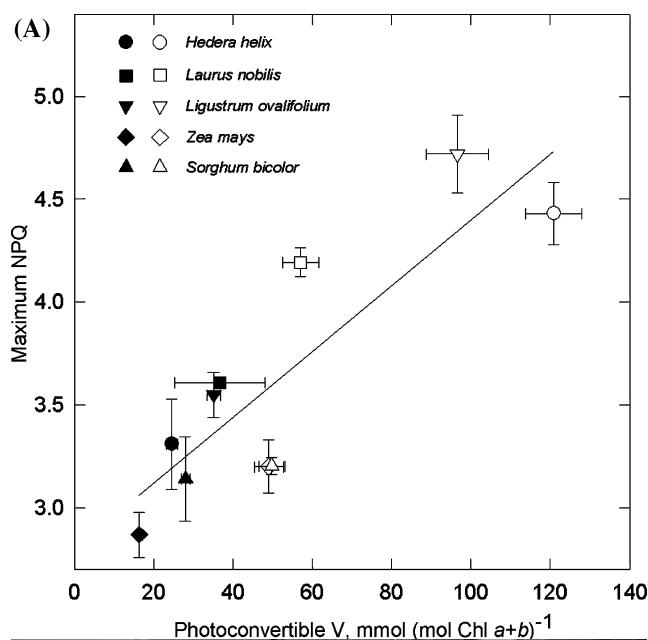 (A)
Hedera helix
Laurus nobilis
Ligustrum ovalifolium
Zea mays
Sorghum bicolor
Maximum NPQ
5.0
4.5
4.0
3.5
3.0
0 20 40 60 80 100 120 140
Photoconvertible V, mmol (mol Chl a+b)⁻¹